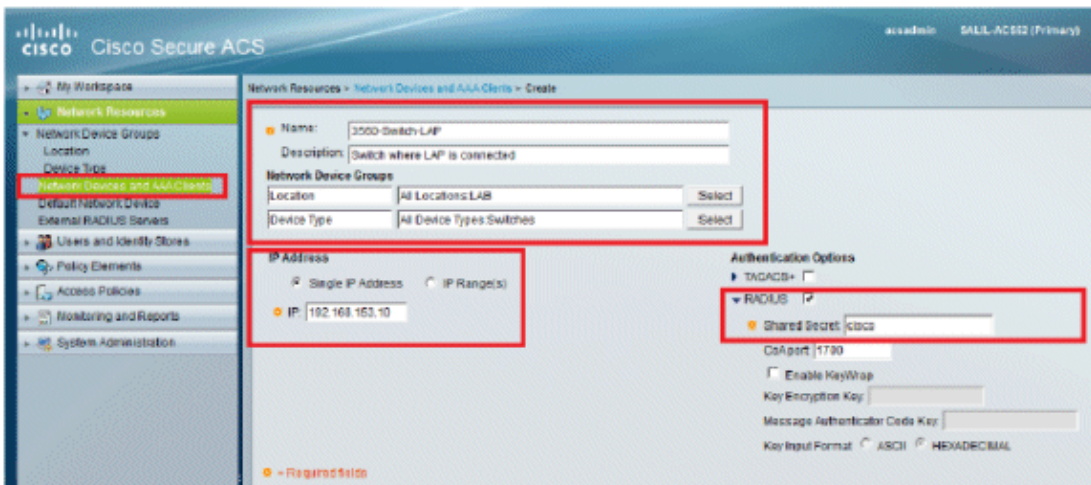 cisco Cisco Secure ACS
acsadmin SALIL-ACS52 (Primary)
My Workspace
Network Resources
Network Device Groups
Location
Device Type
Network Devices and AAA Clients
Default Network Device
External RADIUS Servers
Users and Identity Stores
Policy Elements
Access Policies
Monitoring and Reports
System Administration
Network Resources > Network Devices and AAA Clients > Create
Name: 3560-Switch-LAP
Description: Switch where LAP is connected
Network Device Groups
Location All Locations:LAB Select
Device Type All Device Types:Switches Select
IP Address
Single IP Address IP Range(s)
IP: 192.168.153.10
Authentication Options
TACACS+
RADIUS
Shared Secret: cisco
CoA port: 1700
Enable KeyWrap
Key Encryption Key:
Message Authenticator Code Key:
Key Input Format ASCII HEXADECIMAL
= Required fields